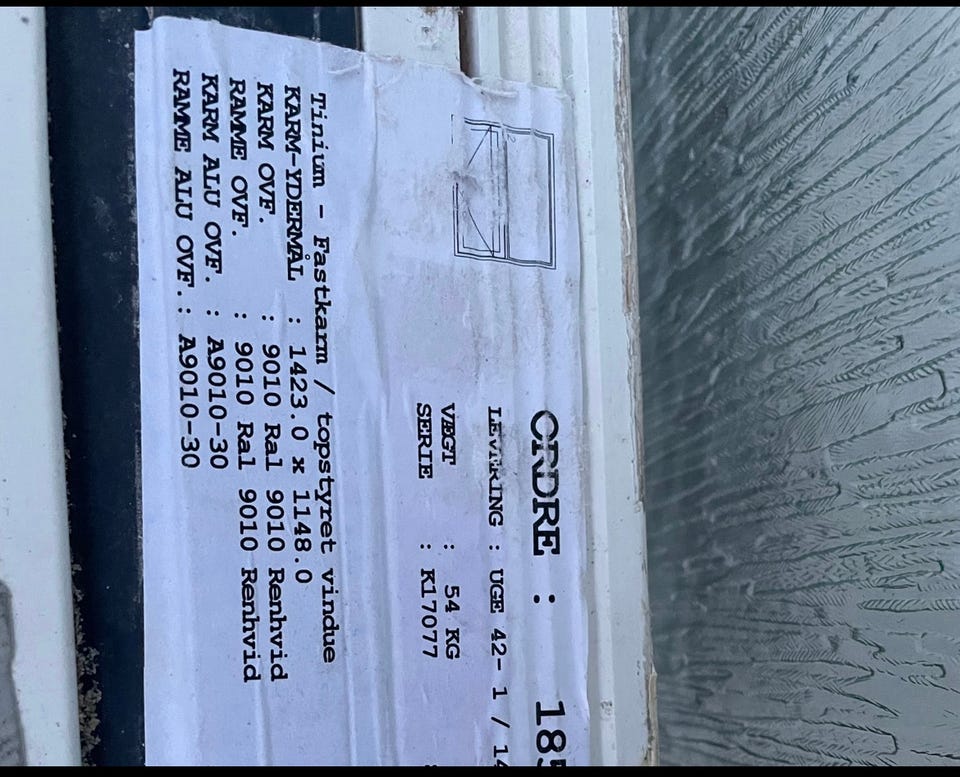 ORDRE : 185
LEVERING : UGE 42- 1 / 14
VÆGT : 54 KG
SERIE : K17077 :
Tinium - Fastkarm / topstyret vindue
KARM-YDERMÅL : 1423.0 x 1148.0
KARM OVF. : 9010 Ral 9010 Renhvid
RAMME OVF. : 9010 Ral 9010 Renhvid
KARM ALU OVF. : A9010-30
RAMME ALU OVF.: A9010-30